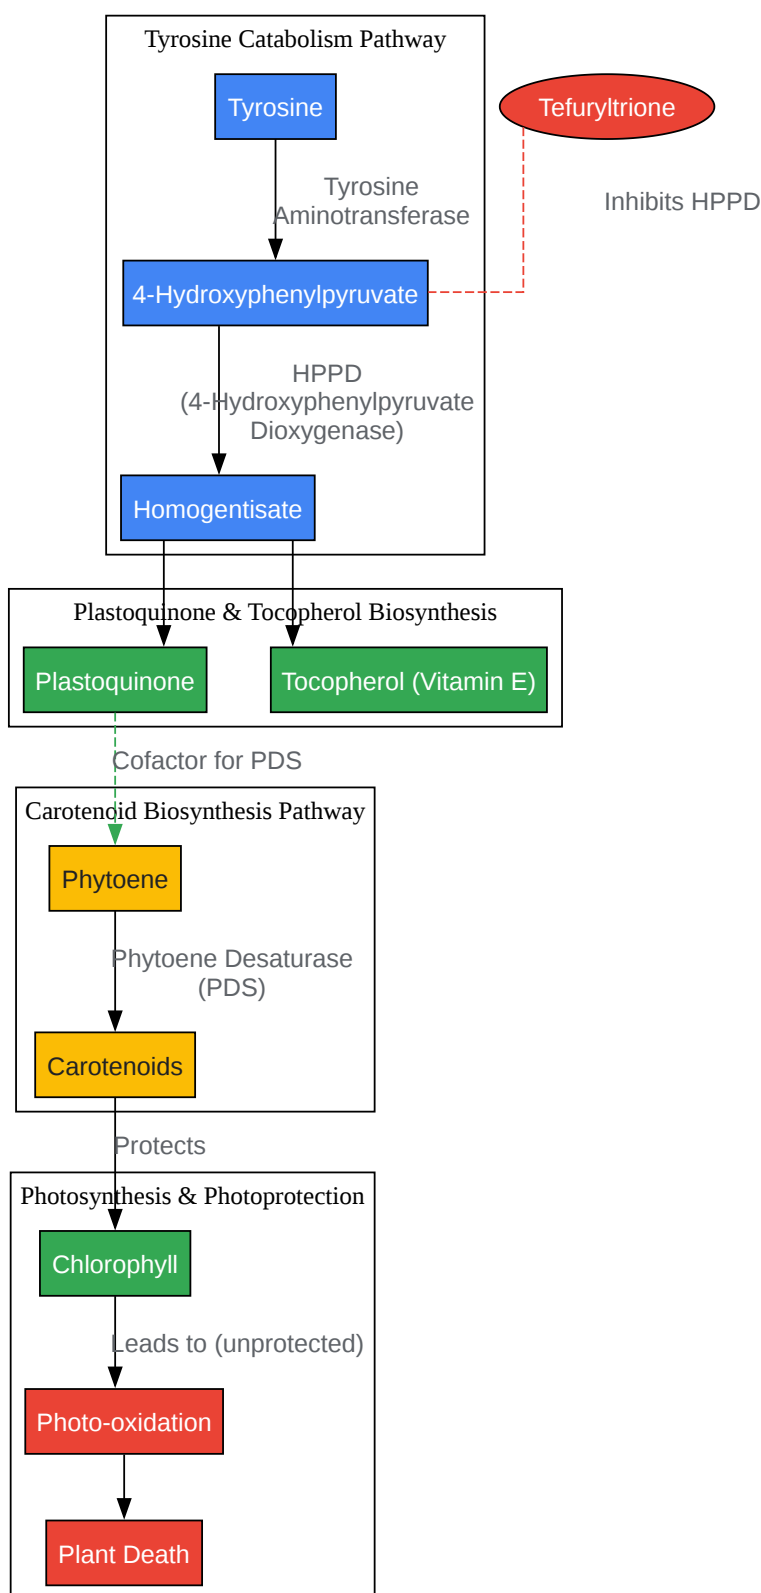 Tyrosine Catabolism Pathway
Tyrosine
Tefuryltrione
Tyrosine
Aminotransferase
Inhibits HPPD
4-Hydroxyphenylpyruvate
HPPD
(4-Hydroxyphenylpyruvate
Dioxygenase)
Homogentisate
Plastoquinone & Tocopherol Biosynthesis
Plastoquinone
Tocopherol (Vitamin E)
Cofactor for PDS
Carotenoid Biosynthesis Pathway
Phytoene
Phytoene Desaturase
(PDS)
Carotenoids
Protects
Photosynthesis & Photoprotection
Chlorophyll
Leads to (unprotected)
Photo-oxidation
Plant Death